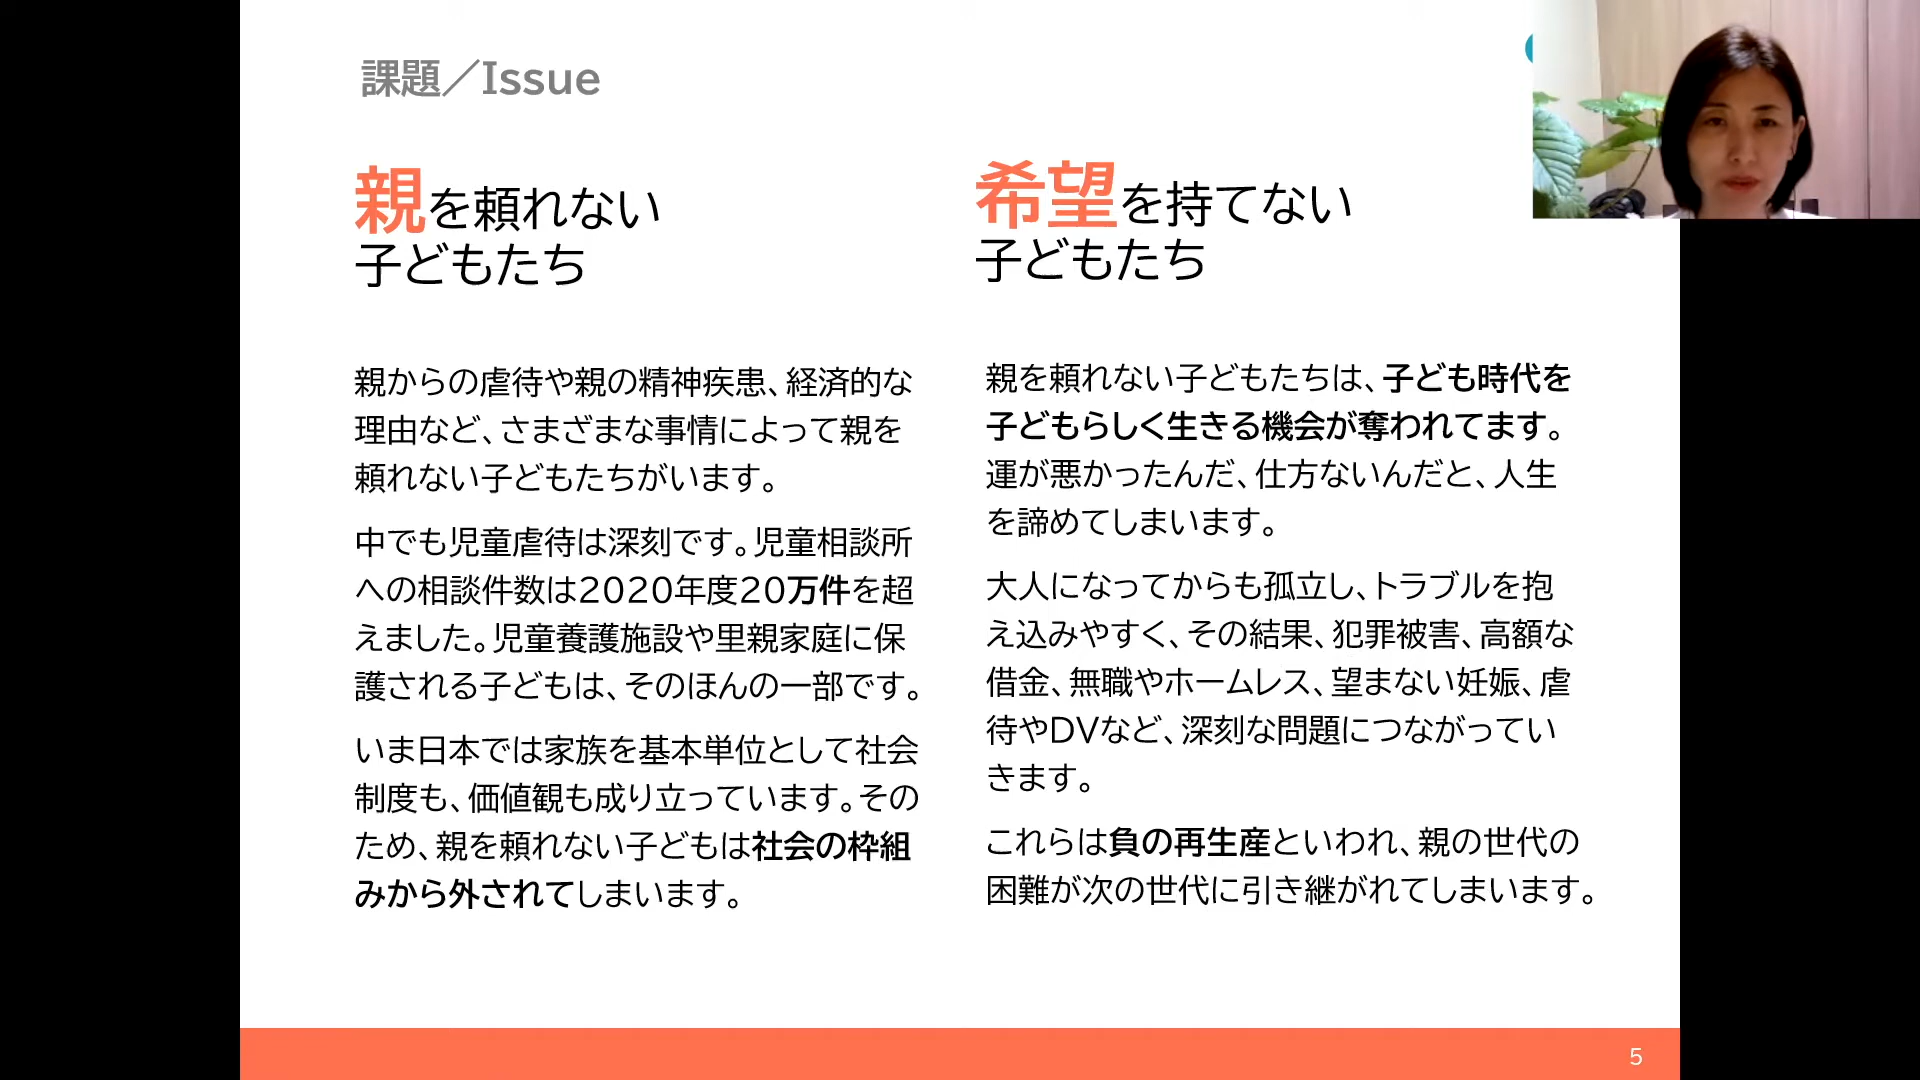 課題／Issue
親を頼れない
子どもたち
親からの虐待や親の精神疾患、経済的な
理由など、さまざまな事情によって親を
頼れない子どもたちがいます。
中でも児童虐待は深刻です。児童相談所
への相談件数は2020年度20万件を超
えました。児童養護施設や里親家庭に保
護される子どもは、そのほんの一部です。
いま日本では家族を基本単位として社会
制度も、価値観も成り立っています。その
ため、親を頼れない子どもは社会の枠組
みから外されてしまいます。
希望を持てない
子どもたち
親を頼れない子どもたちは、子ども時代を
子どもらしく生きる機会が奪われてます。
運が悪かったんだ、仕方ないんだと、人生
を諦めてしまいます。
大人になってからも孤立し、トラブルを抱
え込みやすく、その結果、犯罪被害、高額な
借金、無職やホームレス、望まない妊娠、虐
待やDVなど、深刻な問題につながってい
きます。
これらは負の再生産といわれ、親の世代の
困難が次の世代に引き継がれてしまいます。
5